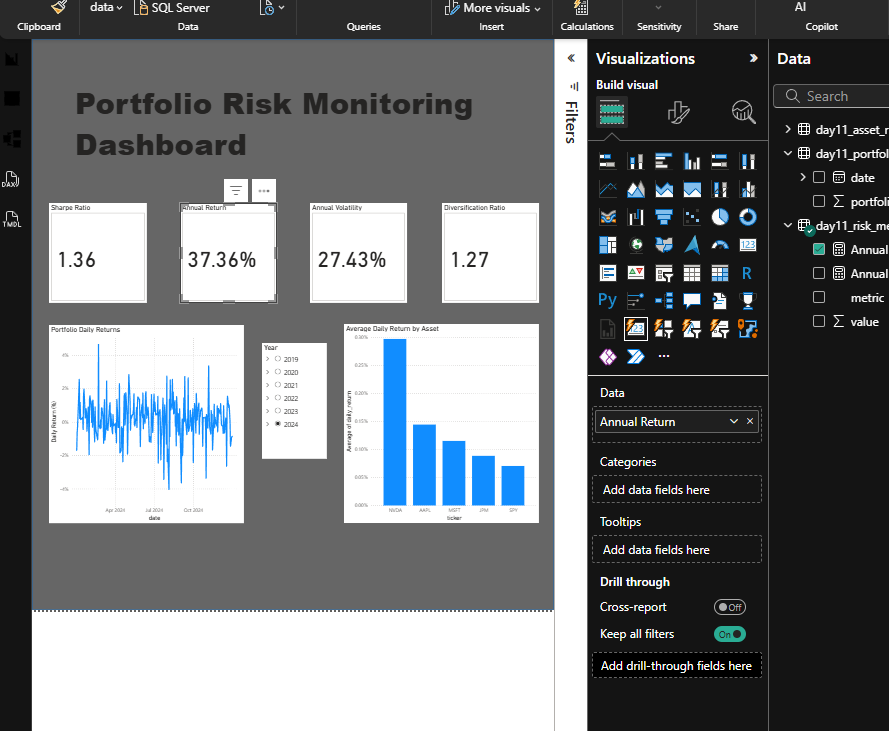 data
SQL Server
More visuals
AI
Clipboard
Data
Queries
Insert
Calculations
Sensitivity
Share
Copilot
Portfolio Risk Monitoring
Dashboard
Sharpe Ratio
1.36
Annual Return
37.36%
Annual Volatility
27.43%
Diversification Ratio
1.27
Portfolio Daily Returns
Daily Return (%)
4%
2%
0%
-2%
-4%
Apr 2024
Jul 2024
Oct 2024
date
Year
2019
2020
2021
2022
2023
2024
Average Daily Return by Asset
Average of daily_return
0.30%
0.25%
0.20%
0.15%
0.10%
0.05%
0.00%
NVDA
AAPL
MSFT
JPM
SPY
ticker
DAX
TMDL
Filters
Visualizations
Build visual
123
R
Py
123
Data
Annual Return
Categories
Add data fields here
Tooltips
Add data fields here
Drill through
Cross-report
Off
Keep all filters
On
Add drill-through fields here
Data
Search
day11_asset_r
day11_portfol
date
portfoli
day11_risk_me
Annual
Annual
metric
value